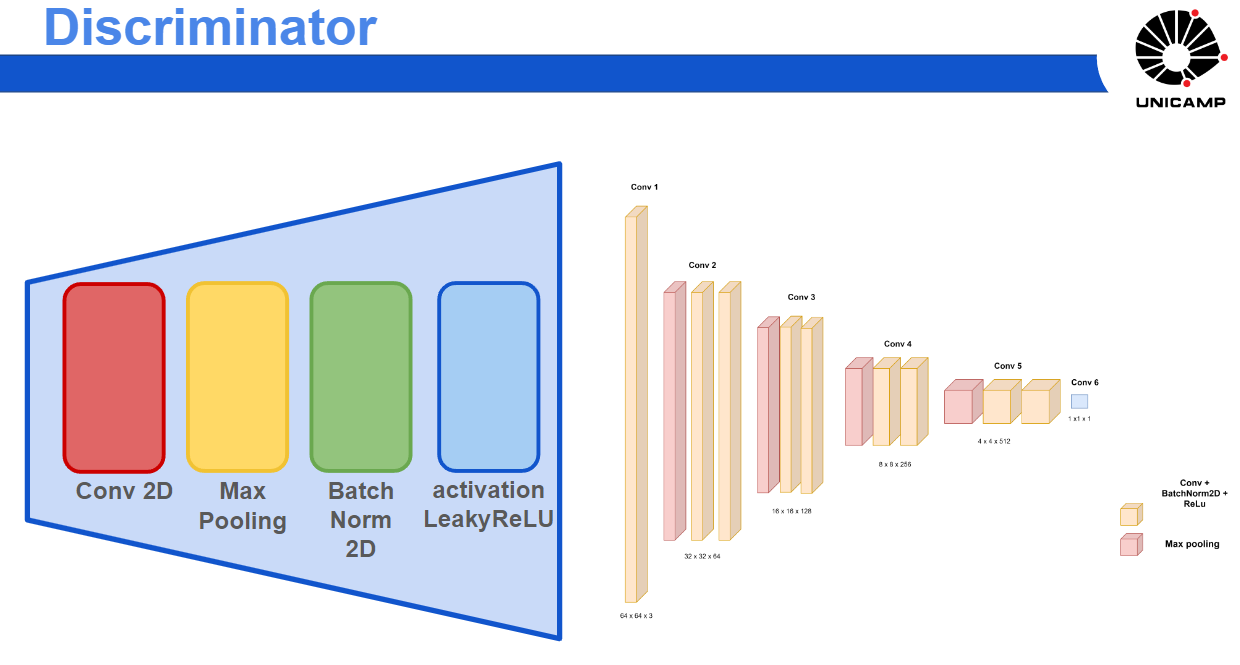 Discriminator
UNICAMP
Conv 2D
Max
Pooling
Batch
Norm
2D
activation
LeakyReLU
Conv 1
64 x 64 x 3
Conv 2
32 x 32 x 64
Conv 3
16 x 16 x 128
Conv 4
8 x 8 x 256
Conv 5
4 x 4 x 512
Conv 6
1 x1 x 1
Conv +
BatchNorm2D +
ReLu
Max pooling